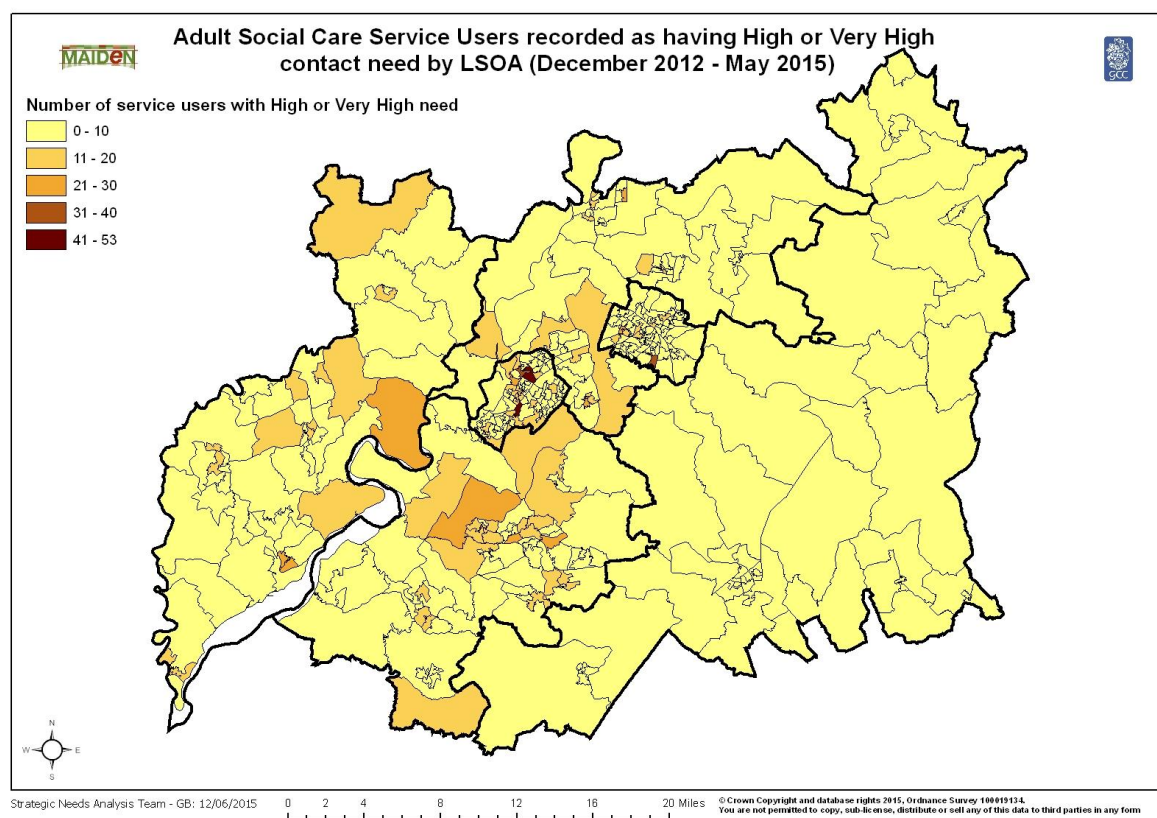 MAIDeN
Adult Social Care Service Users recorded as having High or Very High
contact need by LSOA (December 2012 - May 2015)
GCC
Number of service users with High or Very High need
0 - 10
11 - 20
21 - 30
31 - 40
41 - 53
N
W E
S
Strategic Needs Analysis Team - GB: 12/06/2015
0 2 4 8 12 16 20 Miles
© Crown Copyright and database rights 2015, Ordnance Survey 100019134.
You are not permitted to copy, sub-license, distribute or sell any of this data to third parties in any form